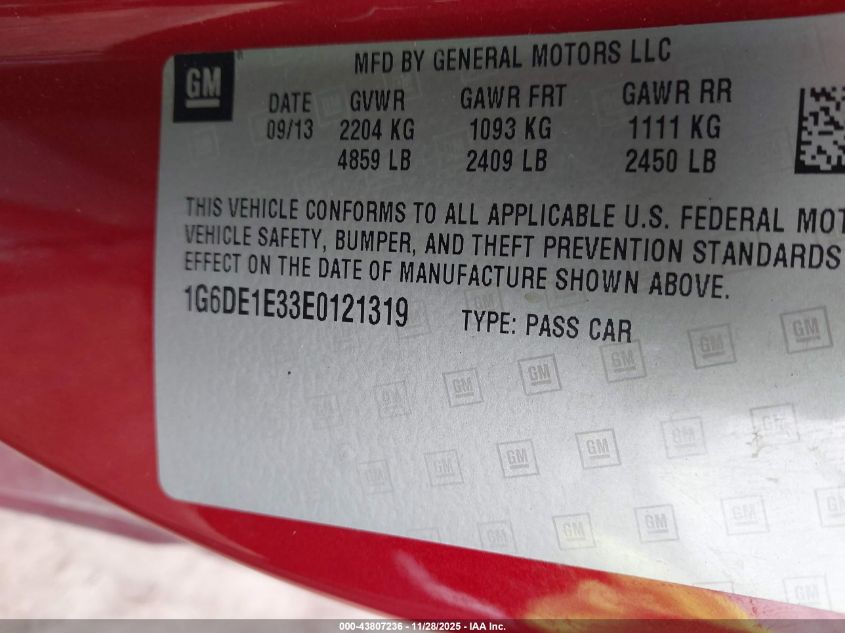 GM
MFD BY GENERAL MOTORS LLC
DATE GVWR GAWR FRT GAWR RR
09/13 2204 KG 1093 KG 1111 KG
4859 LB 2409 LB 2450 LB
THIS VEHICLE CONFORMS TO ALL APPLICABLE U.S. FEDERAL MOT
VEHICLE SAFETY, BUMPER, AND THEFT PREVENTION STANDARDS
EFFECT ON THE DATE OF MANUFACTURE SHOWN ABOVE.
1G6DE1E33E0121319 TYPE: PASS CAR
000-43807236 - 11/28/2025 - IAA Inc.